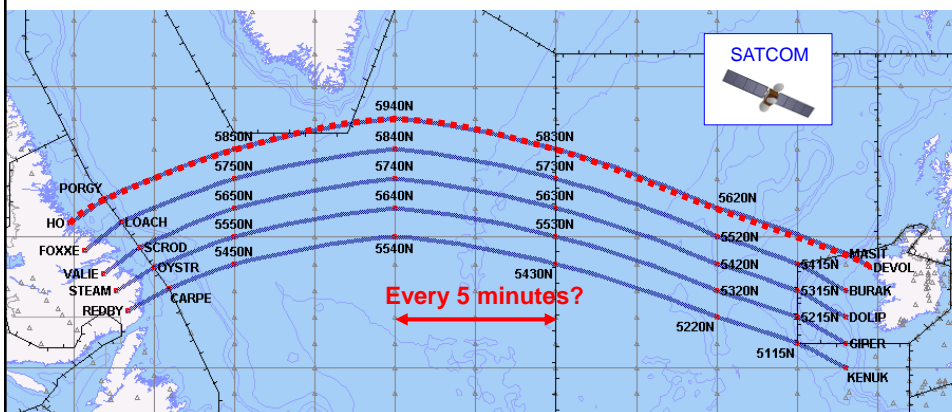 SATCOM
5940N
5850N
5840N
5830N
5750N
5740N
5730N
PORGY
5650N
5640N
5630N
5620N
HO
LOACH
5550N
5540N
5530N
5520N
FOXXE
SCROD
5450N
5430N
5420N
5415N
MASIT
OYSTR
DEVOL
VALIE
STEAM
CARPE
Every 5 minutes?
5320N
5315N
BURAK
REDBY
5220N
5215N
DOLIP
5115N
GIPER
KENUK